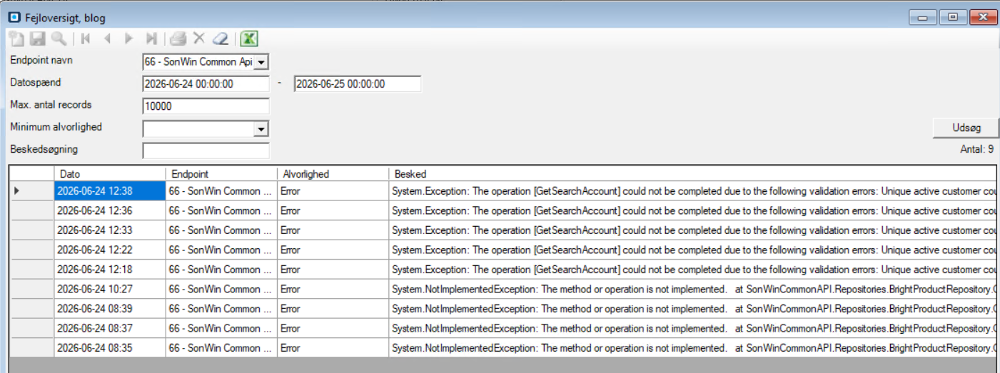 Fejloversigt, blog
Endpoint navn 66 - SonWin Common Api
Datospænd 2026-06-24 00:00:00 - 2026-06-25 00:00:00
Max. antal records 10000
Minimum alvorlighed Udsøg
Beskedsøgning Antal: 9
Dato Endpoint Alvorlighed Besked
2026-06-24 12:38 66 - SonWin Common ... Error System.Exception: The operation [GetSearchAccount] could not be completed due to the following validation errors: Unique active customer cou
2026-06-24 12:36 66 - SonWin Common ... Error System.Exception: The operation [GetSearchAccount] could not be completed due to the following validation errors: Unique active customer cou
2026-06-24 12:33 66 - SonWin Common ... Error System.Exception: The operation [GetSearchAccount] could not be completed due to the following validation errors: Unique active customer cou
2026-06-24 12:22 66 - SonWin Common ... Error System.Exception: The operation [GetSearchAccount] could not be completed due to the following validation errors: Unique active customer cou
2026-06-24 12:18 66 - SonWin Common ... Error System.Exception: The operation [GetSearchAccount] could not be completed due to the following validation errors: Unique active customer cou
2026-06-24 10:27 66 - SonWin Common ... Error System.NotImplementedException: The method or operation is not implemented. at SonWinCommonAPI.Repositories.BrightProductRepository.
2026-06-24 08:39 66 - SonWin Common ... Error System.NotImplementedException: The method or operation is not implemented. at SonWinCommonAPI.Repositories.BrightProductRepository.
2026-06-24 08:37 66 - SonWin Common ... Error System.NotImplementedException: The method or operation is not implemented. at SonWinCommonAPI.Repositories.BrightProductRepository.
2026-06-24 08:35 66 - SonWin Common ... Error System.NotImplementedException: The method or operation is not implemented. at SonWinCommonAPI.Repositories.BrightProductRepository.